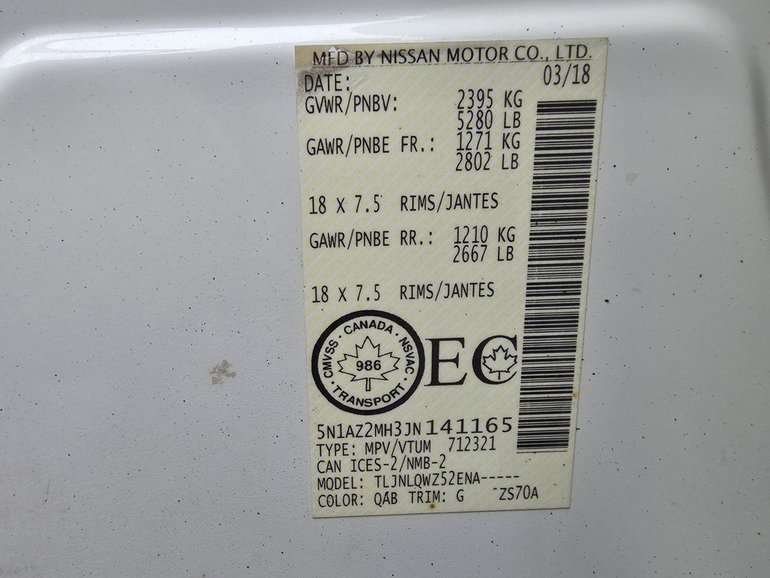 MFD BY NISSAN MOTOR CO., LTD.
DATE: 03/18
GVWR/PNBV: 2395 KG
5280 LB
GAWR/PNBE FR.: 1271 KG
2802 LB
18 X 7.5 RIMS/JANTES
GAWR/PNBE RR.: 1210 KG
2667 LB
18 X 7.5 RIMS/JANTES
CMVSS · CANADA · NSVAC · TRANSPORT ·
986
EC
5N1AZ2MH3JN141165
TYPE: MPV/VTUM 712321
CAN ICES-2/NMB-2
MODEL: TLJNLQWZ52ENA-----
COLOR: QAB TRIM: G ZS70A